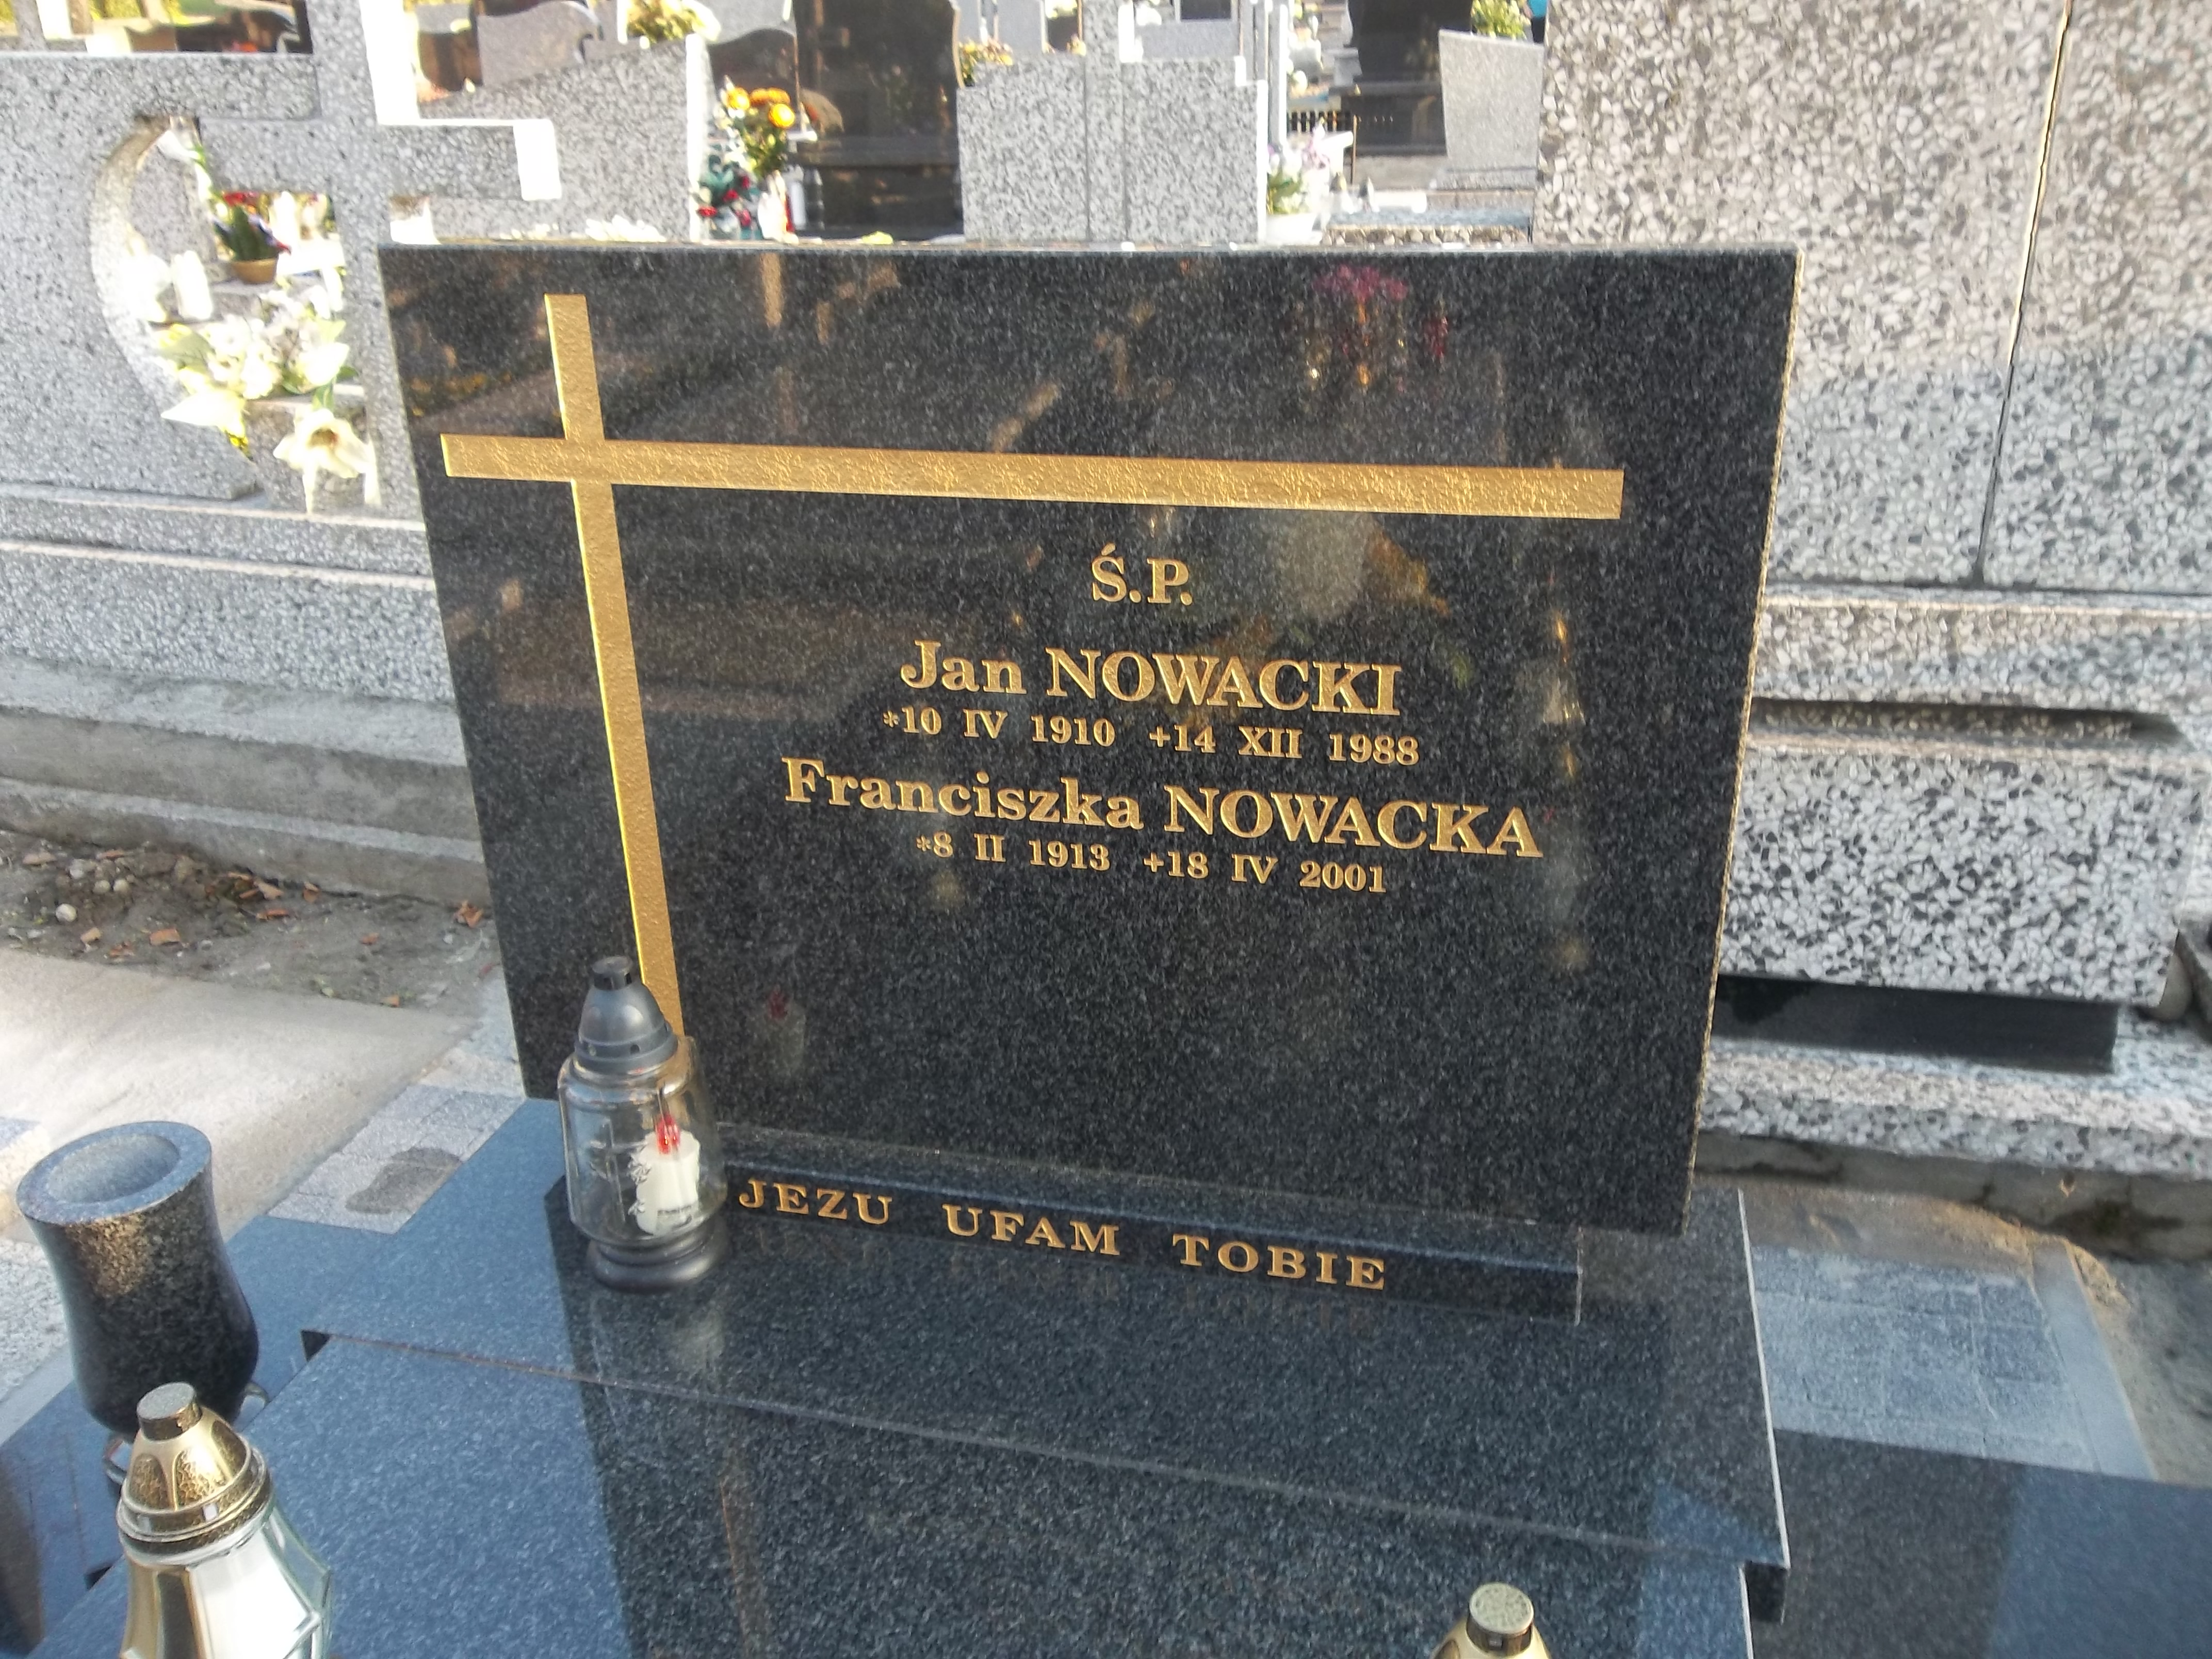 Ś.P.
Jan NOWACKI
*10 IV 1910 +14 XII 1988
Franciszka NOWACKA
*8 II 1913 +18 IV 2001
JEZU UFAM TOBIE